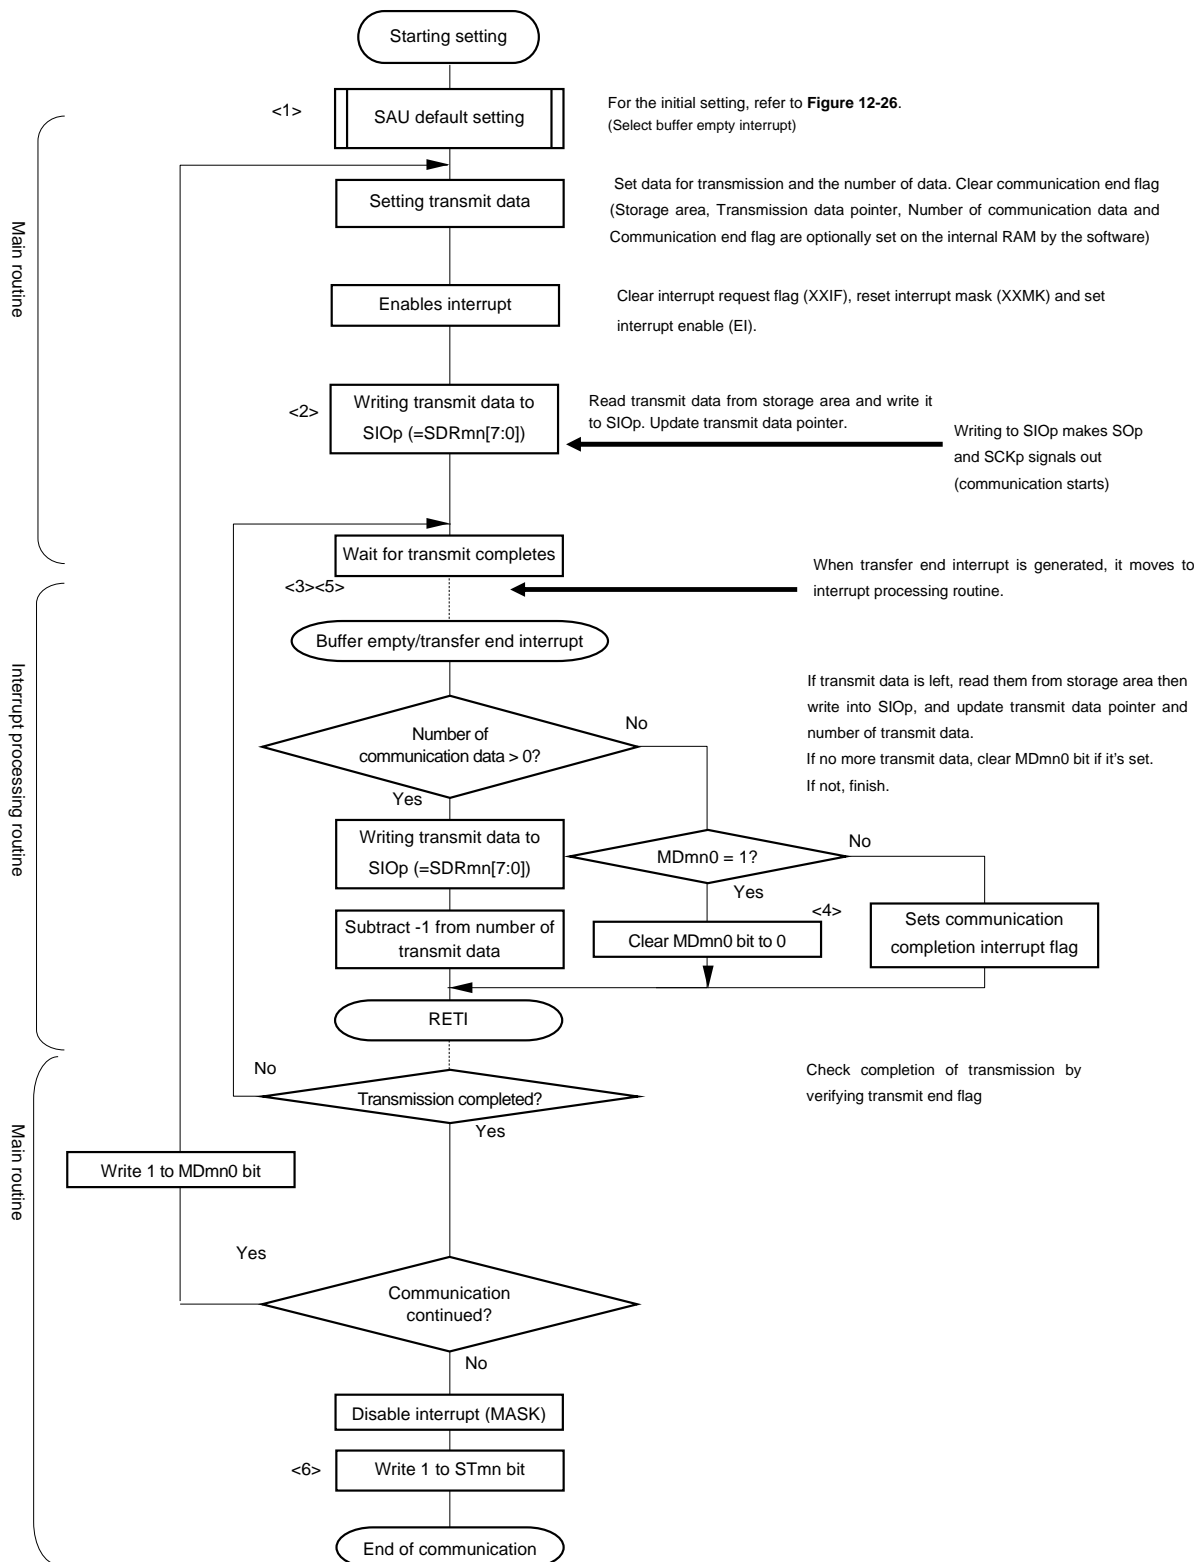 Starting setting
<1>
SAU default setting
For the initial setting, refer to Figure 12-26.
(Select buffer empty interrupt)
Setting transmit data
Set data for transmission and the number of data. Clear communication end flag
(Storage area, Transmission data pointer, Number of communication data and
Communication end flag are optionally set on the internal RAM by the software)
Main routine
Enables interrupt
Clear interrupt request flag (XXIF), reset interrupt mask (XXMK) and set
interrupt enable (EI).
<2>
Writing transmit data to
SIOp (=SDRmn[7:0])
Read transmit data from storage area and write it
to SIOp. Update transmit data pointer.
Writing to SIOp makes SOp
and SCKp signals out
(communication starts)
Wait for transmit completes
<3><5>
When transfer end interrupt is generated, it moves to
interrupt processing routine.
Buffer empty/transfer end interrupt
Interrupt processing routine
Number of
communication data > 0?
No
Yes
If transmit data is left, read them from storage area then
write into SIOp, and update transmit data pointer and
number of transmit data.
If no more transmit data, clear MDmn0 bit if it's set.
If not, finish.
Writing transmit data to
SIOp (=SDRmn[7:0])
MDmn0 = 1?
No
Yes
<4>
Subtract -1 from number of
transmit data
Clear MDmn0 bit to 0
Sets communication
completion interrupt flag
RETI
No
Transmission completed?
Yes
Check completion of transmission by
verifying transmit end flag
Main routine
Write 1 to MDmn0 bit
Yes
Communication
continued?
No
Disable interrupt (MASK)
<6>
Write 1 to STmn bit
End of communication